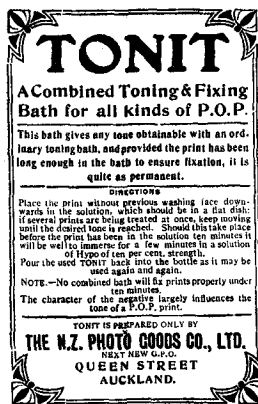 TONIT
A Combined Toning & Fixing
Bath for all kinds of P.O.P.
This bath gives any tone obtainable with an ord-
inary toning bath, and provided the print has been
long enough in the bath to ensure fixation, it is
quite as permanent.
DIRECTIONS
Place the print without previous washing face down-
wards in the solution, which should be in a flat dish:
if several prints are being treated at once, keep moving
until the desired tone is reached. Should this take place
before the print has been in the solution ten minutes it
will be well to immerse for a few minutes in a solution
of Hypo of ten per cent. strength.
Pour the used TONIT back into the bottle as it may be
used again and again.
NOTE.—No combined bath will fix prints properly under
ten minutes.
The character of the negative largely influences the
tone of a P.O.P. print.
TONIT IS PREPARED ONLY BY
THE N.Z. PHOTO GOODS CO., LTD.
NEXT NEW G.P.O.
QUEEN STREET
AUCKLAND.